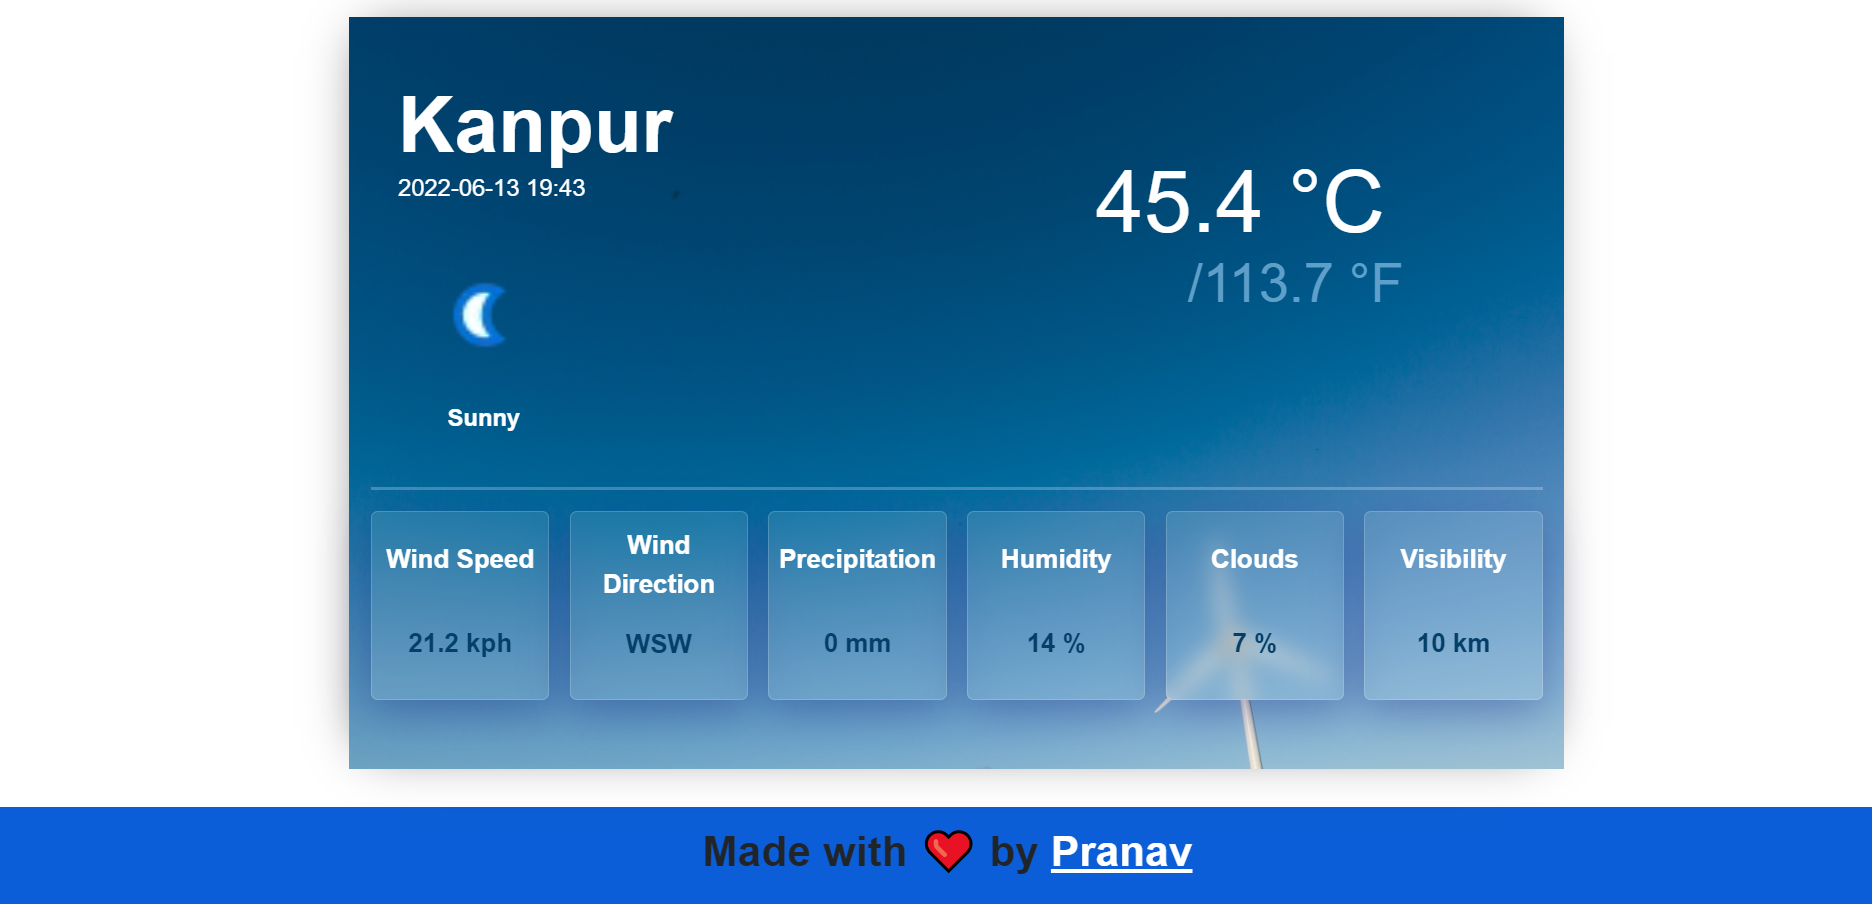 Kanpur
2022-06-13 19:43
45.4 °C
/113.7 °F
Sunny
Wind Speed
21.2 kph
Wind
Direction
WSW
Precipitation
0 mm
Humidity
14 %
Clouds
7 %
Visibility
10 km
Made with ❤️ by Pranav